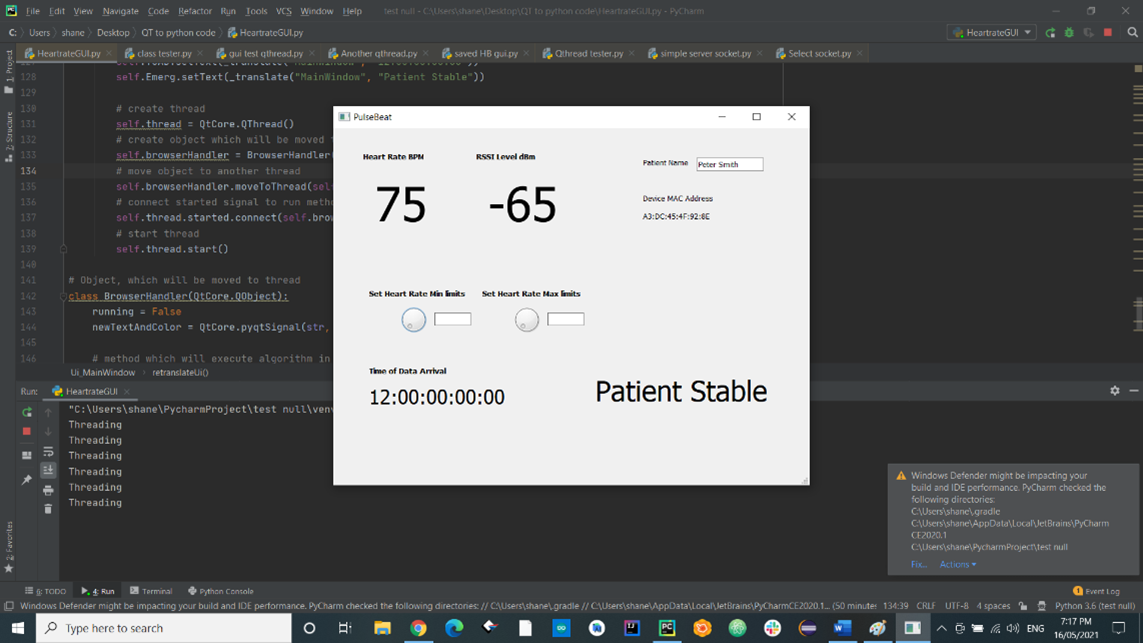 File Edit View Navigate Code Refactor Run Tools VCS Window Help test null - C:\Users\shane\Desktop\QT to python code\HeartrateGUI.py - PyCharm
C: Users shane Desktop QT to python code HeartrateGUI.py HeartrateGUI
HeartrateGUI.py class tester.py gui test qthread.py Another qthread.py saved HB gui.py Qthread tester.py simple server socket.py Select socket.py
1: Project
7: Structure
2: Favorites
128 self.Emerg.setText(_translate("MainWindow", "Patient Stable"))
129
130 # create thread
131 self.thread = QtCore.QThread()
132 # create object which will be moved
133 self.browserHandler = BrowserHandler(
134 # move object to another thread
135 self.browserHandler.moveToThread(sel
136 # connect started signal to run meth
137 self.thread.started.connect(self.bro
138 # start thread
139 self.thread.start()
140
141 # Object, which will be moved to thread
142 class BrowserHandler(QtCore.QObject):
143 running = False
144 newTextAndColor = QtCore.pyqtSignal(str,
145
146 # method which will execute algorithm in
Ui_MainWindow retranslateUi()
PulseBeat
Heart Rate BPM RSSI Level dBm Patient Name Peter Smith
75 -65
Device MAC Address
A3:DC:45:4F:92:8E
Set Heart Rate Min limits Set Heart Rate Max limits
Time of Data Arrival
12:00:00:00:00 Patient Stable
Run: HeartrateGUI
"C:\Users\shane\PycharmProject\test null\ven
Threading
Threading
Threading
Threading
Threading
Threading
Windows Defender might be impacting your
build and IDE performance. PyCharm checked the
following directories:
C:\Users\shane\.gradle
C:\Users\shane\AppData\Local\JetBrains\PyCharm
CE2020.1
C:\Users\shane\PycharmProject\test null
Fix... Actions
6: TODO 4: Run Terminal Python Console Event Log
Windows Defender might be impacting your build and IDE performance. PyCharm checked the following directories: // C:\Users\shane\.gradle // C:\Users\shane\AppData\Local\JetBrains\PyCharmCE2020.1... (50 minute 134:39 CRLF UTF-8 4 spaces Python 3.6 (test null)
Type here to search ENG 7:17 PM
16/05/2021